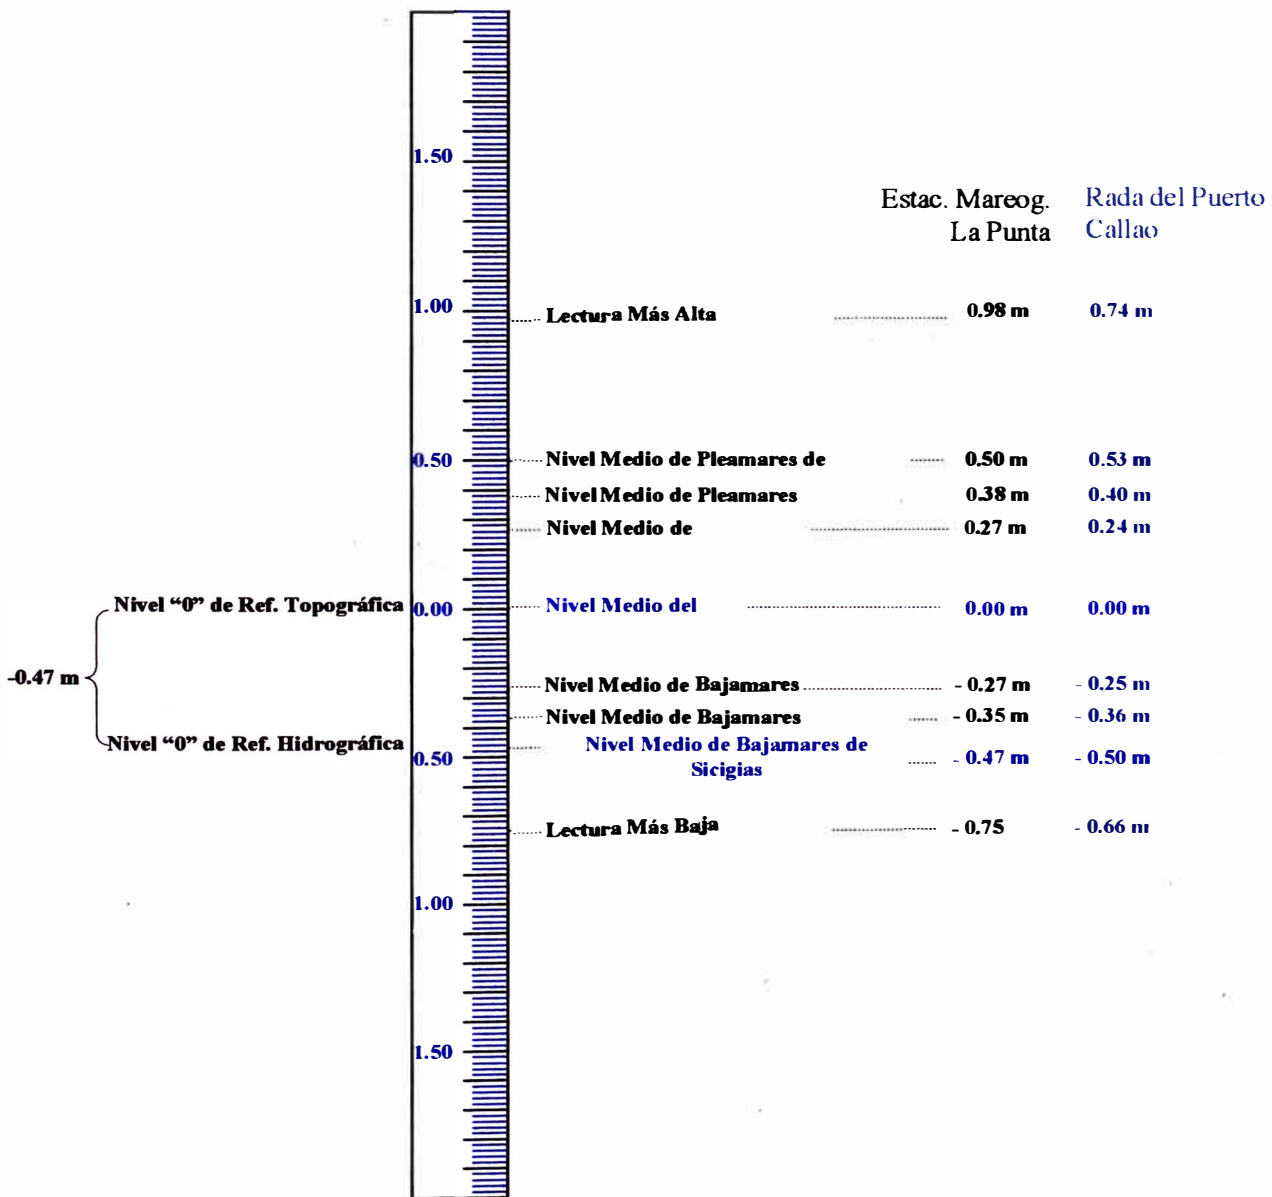 1.50
Estac. Mareog. Rada del Puerto
La Punta Callao
1.00
Lectura Más Alta 0.98 m 0.74 m
0.50 Nivel Medio de Pleamares de 0.50 m 0.53 m
Nivel Medio de Pleamares 0.38 m 0.40 m
Nivel Medio de 0.27 m 0.24 m
Nivel “0” de Ref. Topográfica 0.00 Nivel Medio del 0.00 m 0.00 m
-0.47 m
Nivel Medio de Bajamares - 0.27 m - 0.25 m
Nivel Medio de Bajamares - 0.35 m - 0.36 m
Nivel “0” de Ref. Hidrográfica Nivel Medio de Bajamares de
0.50 Sicigias - 0.47 m - 0.50 m
Lectura Más Baja - 0.75 - 0.66 m
1.00
1.50